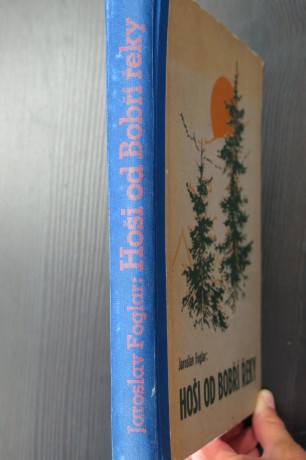 Jaroslav Foglar: Hoši od Bobří řeky
Jaroslav Foglar:
HOŠI OD BOBŘÍ ŘEKY